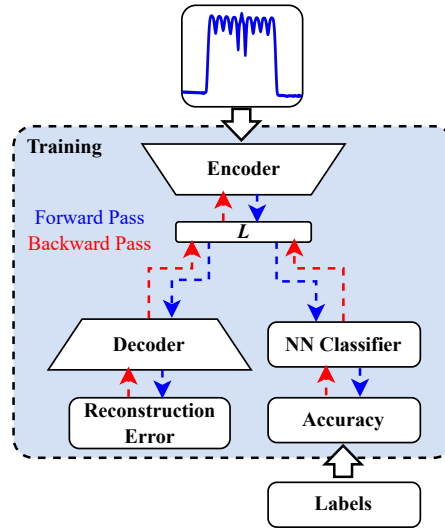 Training
Encoder
Forward Pass
Backward Pass
L
Decoder
NN Classifier
Reconstruction
Error
Accuracy
Labels